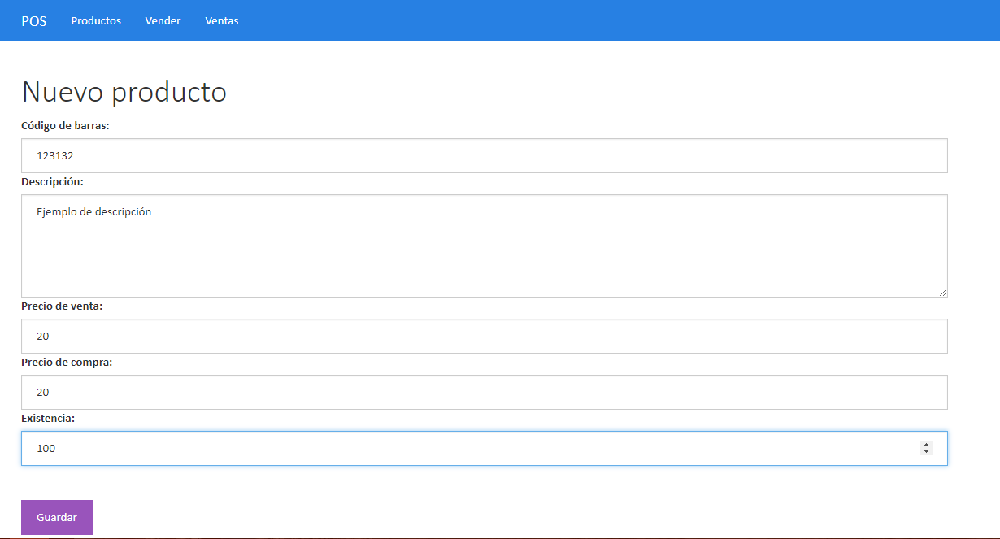 POS Productos Vender Ventas
Nuevo producto
Código de barras:
123132
Descripción:
Ejemplo de descripción
Precio de venta:
20
Precio de compra:
20
Existencia:
100
Guardar